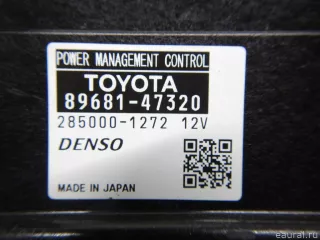 POWER MANAGEMENT CONTROL
TOYOTA
89681-47320
285000-1272 12V
DENSO
MADE IN JAPAN
eaural.ru